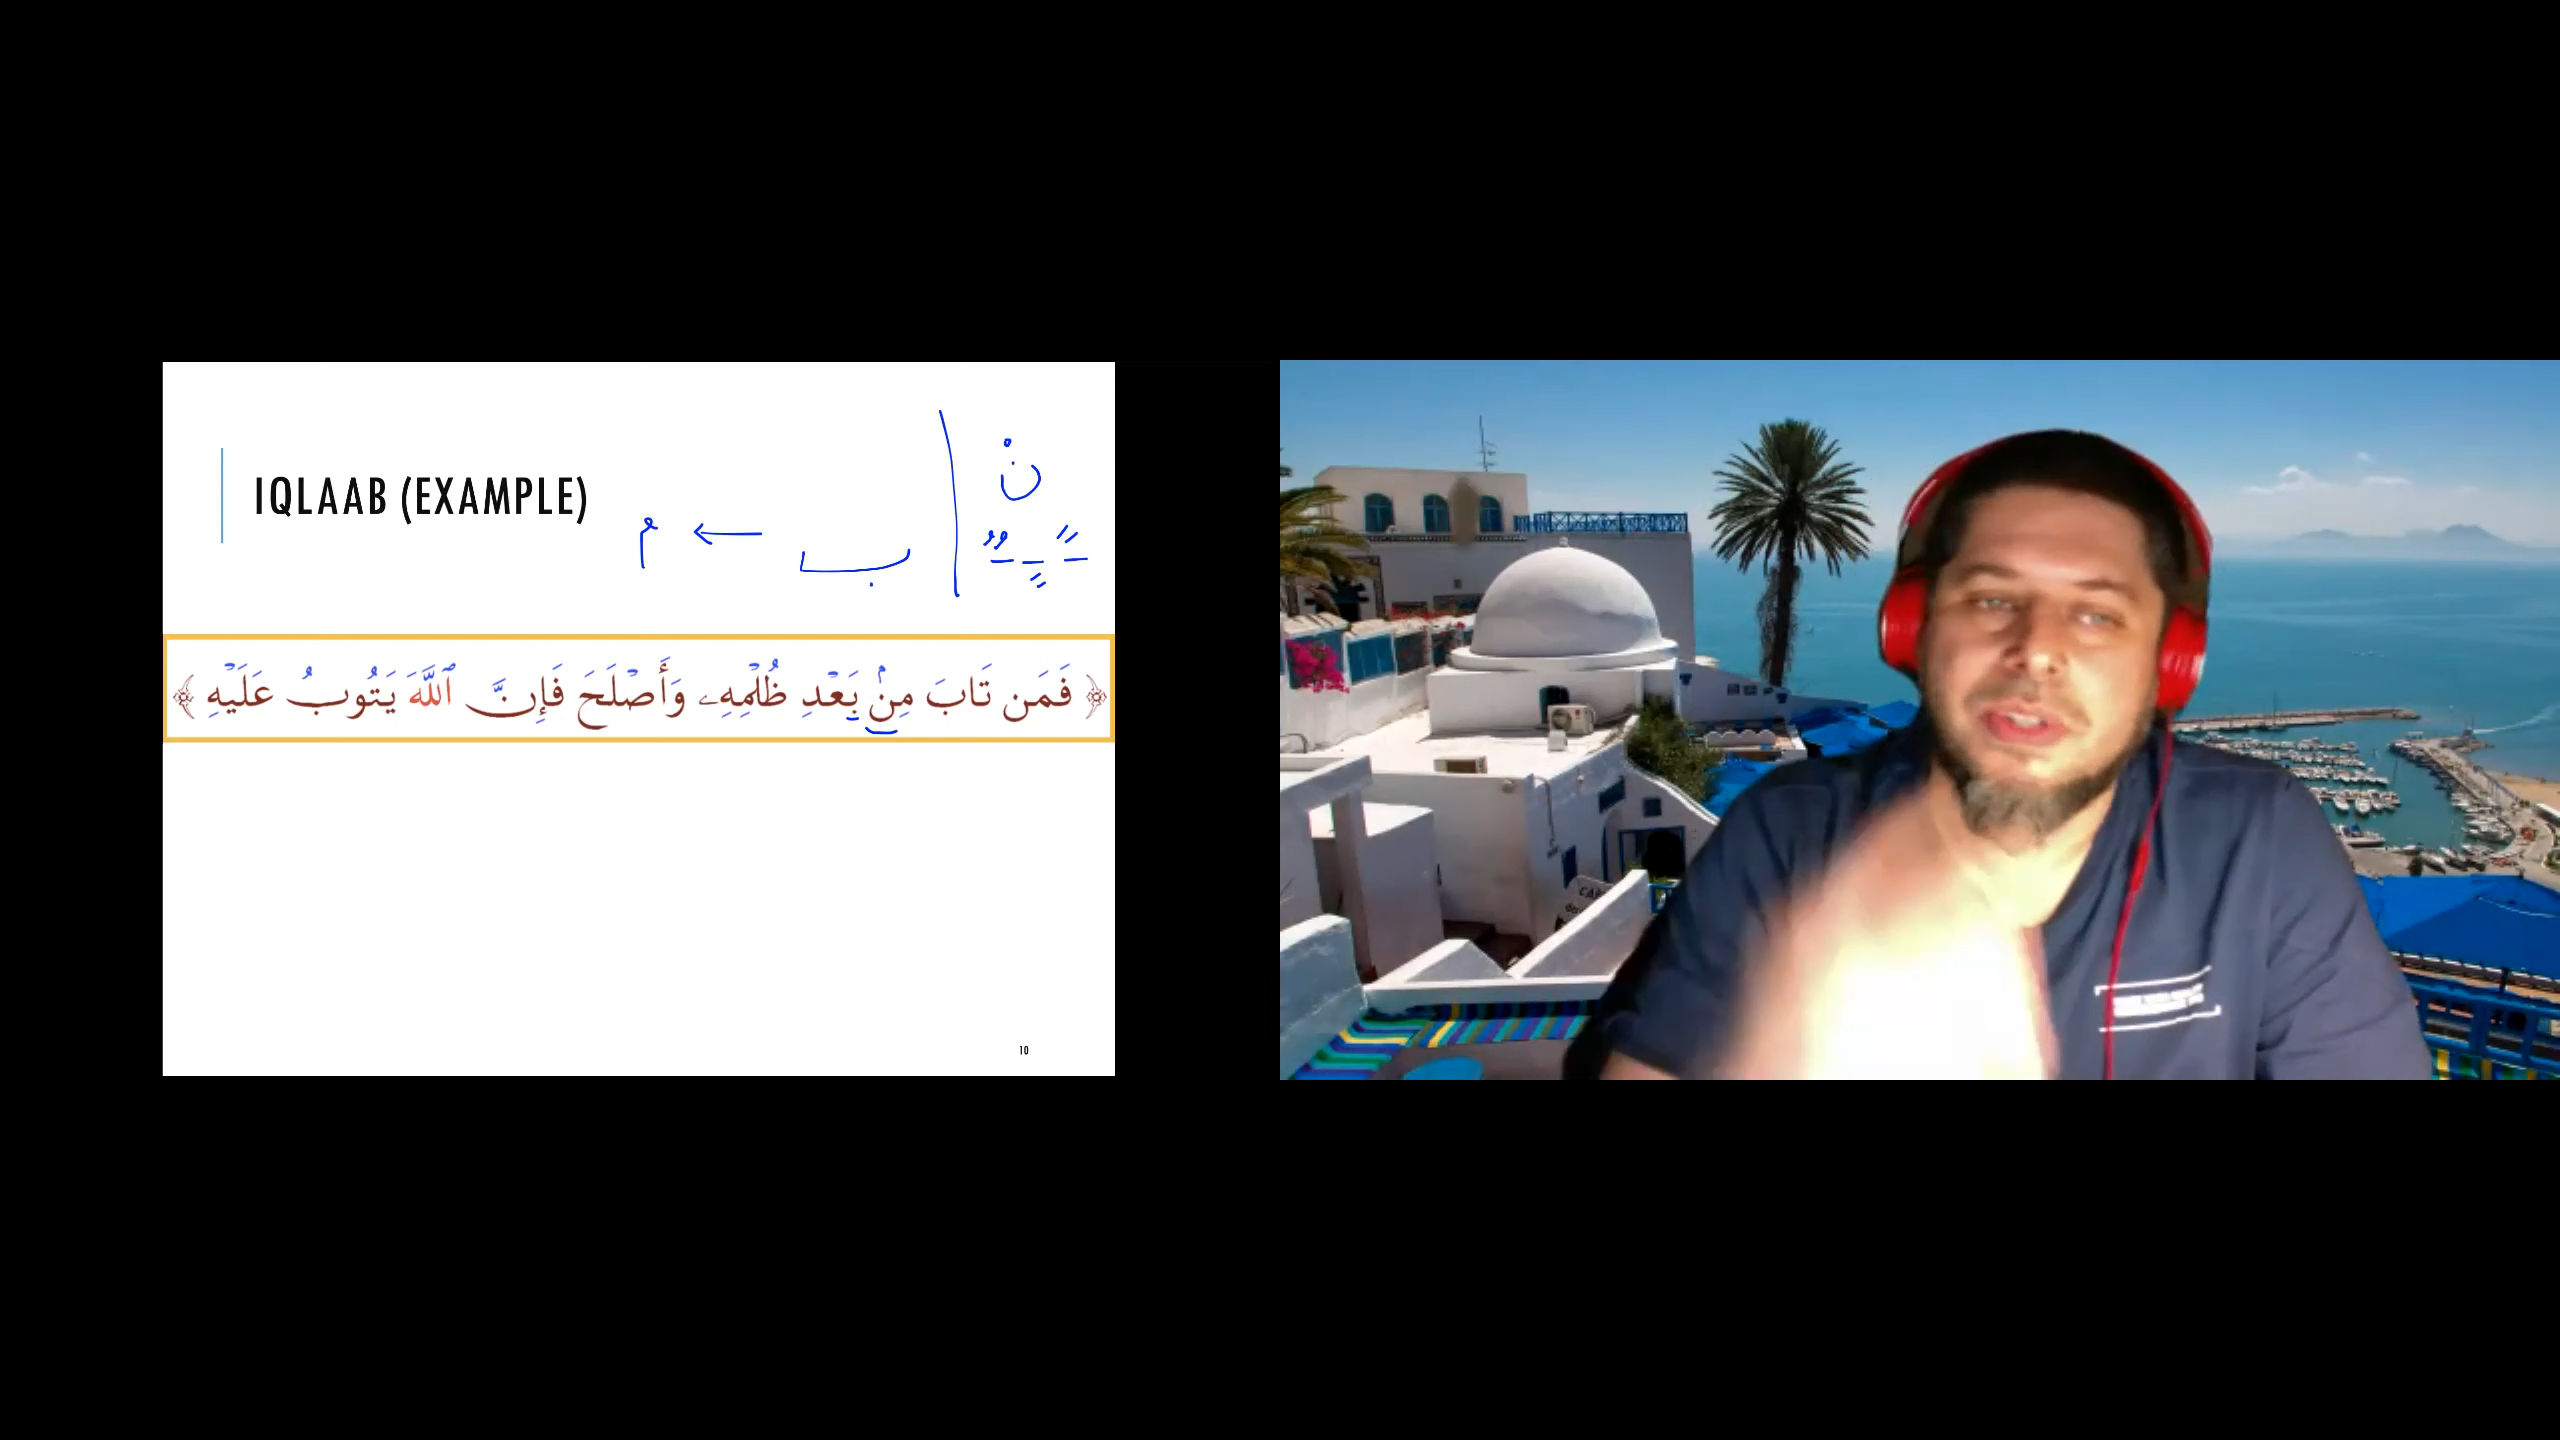 IQLAAB (EXAMPLE)
نْ
ـًـ ـٍـ ـٌـ
ب ← م
﴿ فَمَن تَابَ مِنۢ بَعۡدِ ظُلۡمِهِۦ وَأَصۡلَحَ فَإِنَّ ٱللَّهَ يَتُوبُ عَلَيۡهِ ﴾
10